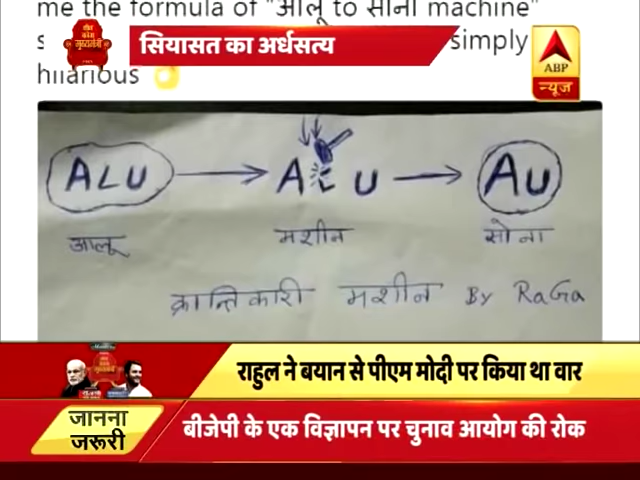 me the formula of "आलू to सोना machine"
s
सियासत का अर्धसत्य
simply
hilarious
ABP
न्यूज़
ALU → ALU → Au
आलू मशीन सोना
क्रान्तिकारी मशीन By RaGa
राहुल ने बयान से पीएम मोदी पर किया था वार
जानना
जरूरी
बीजेपी के एक विज्ञापन पर चुनाव आयोग की रोक